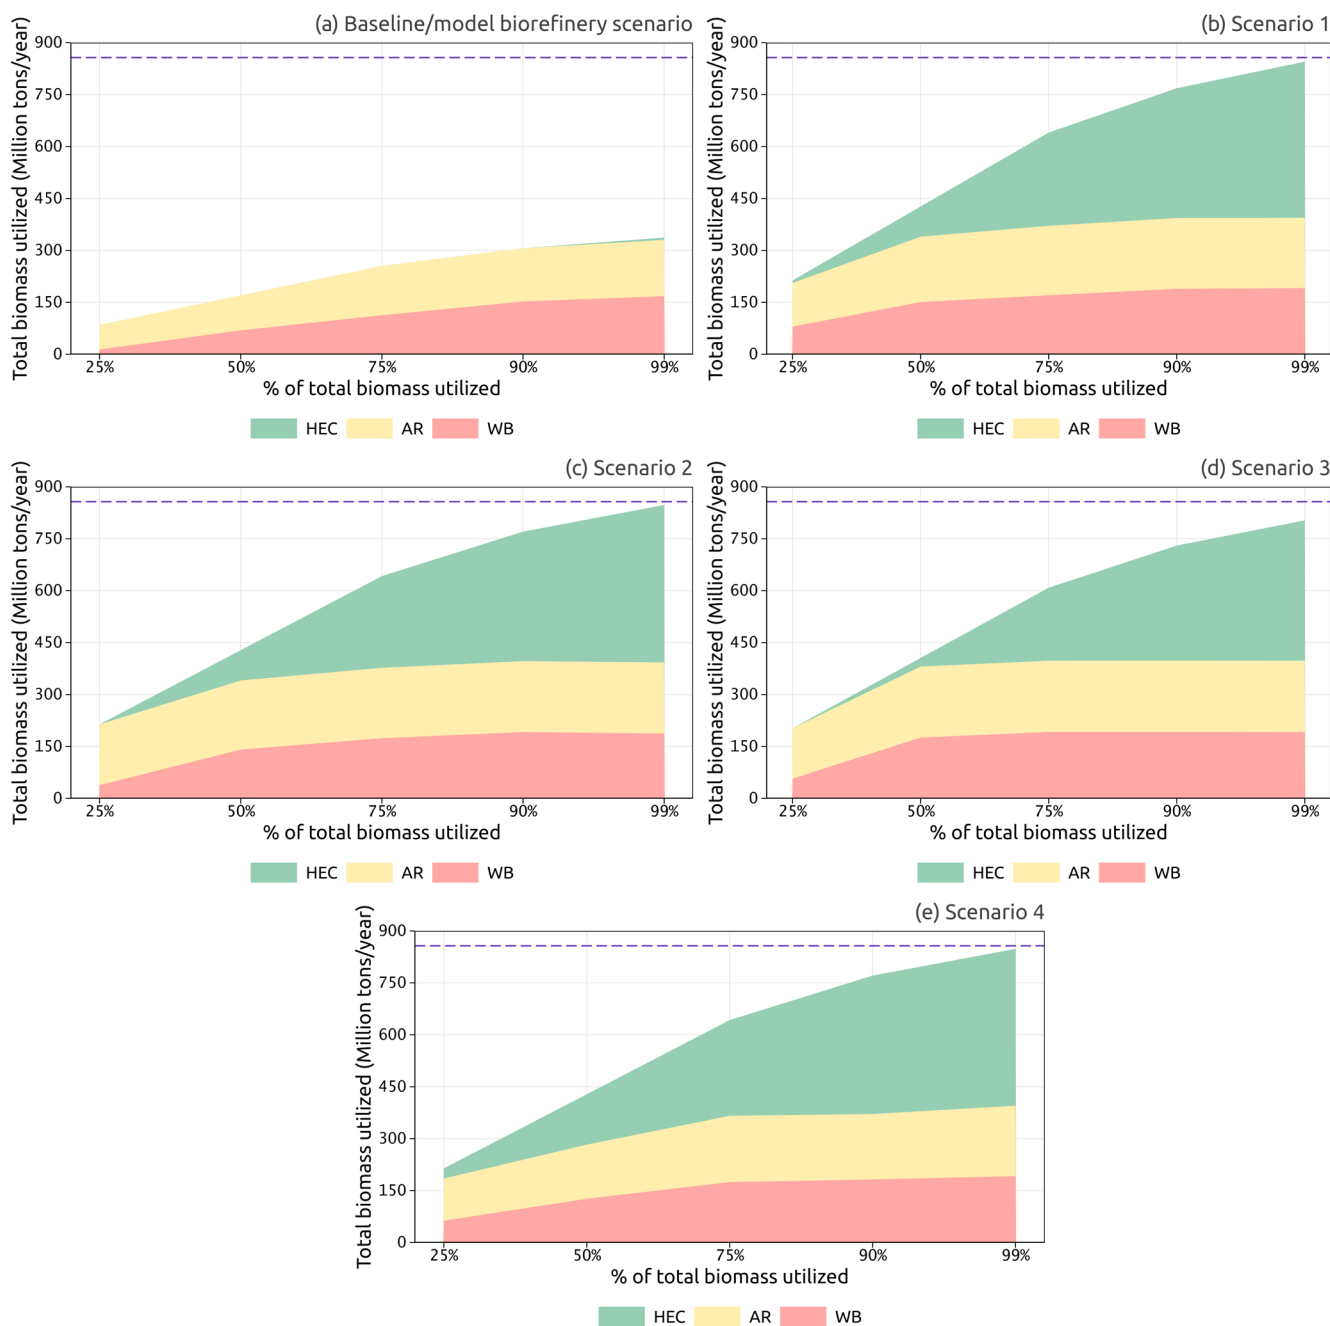 (a) Baseline/model biorefinery scenario
Total biomass utilized (Million tons/year)
900
750
600
450
300
150
0
25% 50% 75% 90% 99%
% of total biomass utilized
HEC AR WB
(b) Scenario 1
Total biomass utilized (Million tons/year)
900
750
600
450
300
150
0
25% 50% 75% 90% 99%
% of total biomass utilized
HEC AR WB
(c) Scenario 2
Total biomass utilized (Million tons/year)
900
750
600
450
300
150
0
25% 50% 75% 90% 99%
% of total biomass utilized
HEC AR WB
(d) Scenario 3
Total biomass utilized (Million tons/year)
900
750
600
450
300
150
0
25% 50% 75% 90% 99%
% of total biomass utilized
HEC AR WB
(e) Scenario 4
Total biomass utilized (Million tons/year)
900
750
600
450
300
150
0
25% 50% 75% 90% 99%
% of total biomass utilized
HEC AR WB